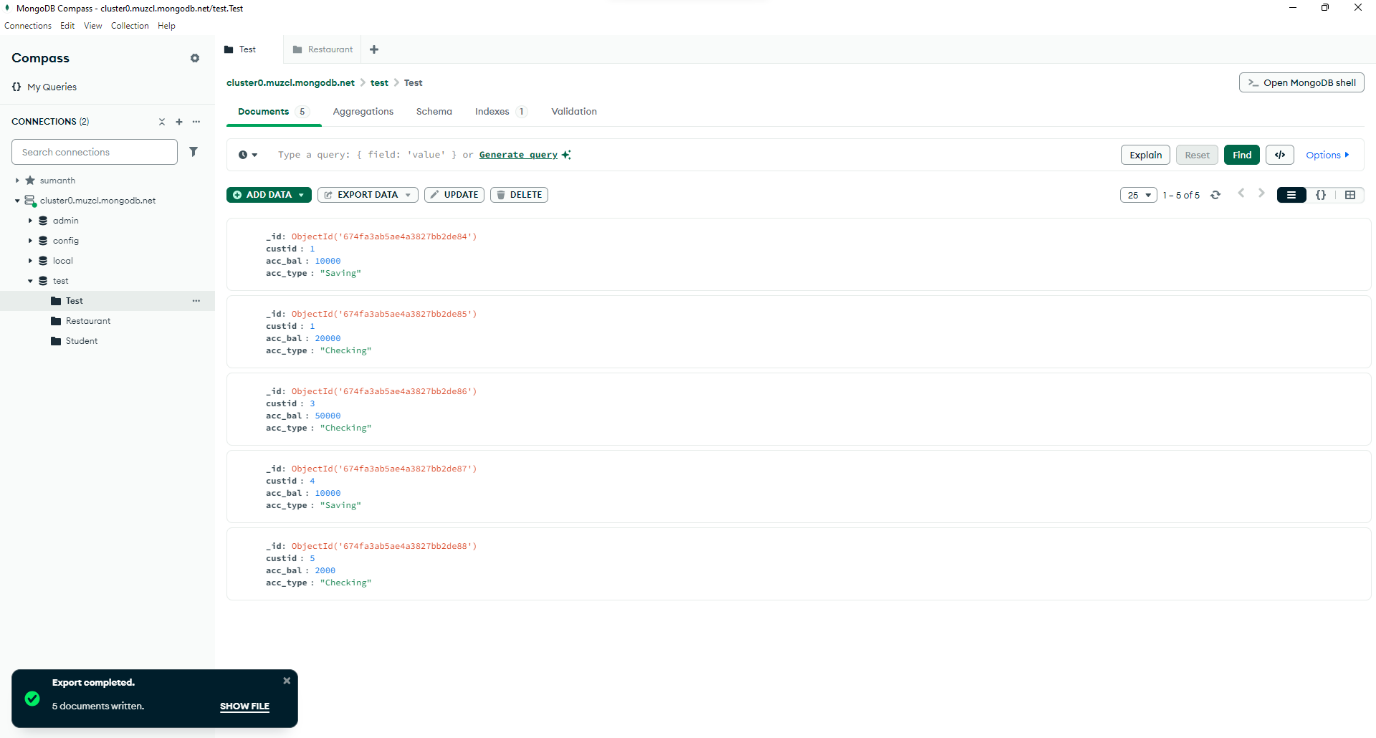 MongoDB Compass - cluster0.muzcl.mongodb.net/test.Test
Connections Edit View Collection Help
Compass
{} My Queries
CONNECTIONS (2)
Search connections
sumanth
cluster0.muzcl.mongodb.net
admin
config
local
test
Test
Restaurant
Student
Test Restaurant
cluster0.muzcl.mongodb.net > test > Test
>_ Open MongoDB shell
Documents 5 Aggregations Schema Indexes 1 Validation
Type a query: { field: 'value' } or Generate query
Explain Reset Find </> Options
ADD DATA EXPORT DATA UPDATE DELETE
25 1 – 5 of 5 {}
_id: ObjectId('674fa3ab5ae4a3827bb2de84')
custid : 1
acc_bal : 10000
acc_type : "Saving"
_id: ObjectId('674fa3ab5ae4a3827bb2de85')
custid : 1
acc_bal : 20000
acc_type : "Checking"
_id: ObjectId('674fa3ab5ae4a3827bb2de86')
custid : 3
acc_bal : 50000
acc_type : "Checking"
_id: ObjectId('674fa3ab5ae4a3827bb2de87')
custid : 4
acc_bal : 10000
acc_type : "Saving"
_id: ObjectId('674fa3ab5ae4a3827bb2de88')
custid : 5
acc_bal : 2000
acc_type : "Checking"
Export completed.
5 documents written. SHOW FILE